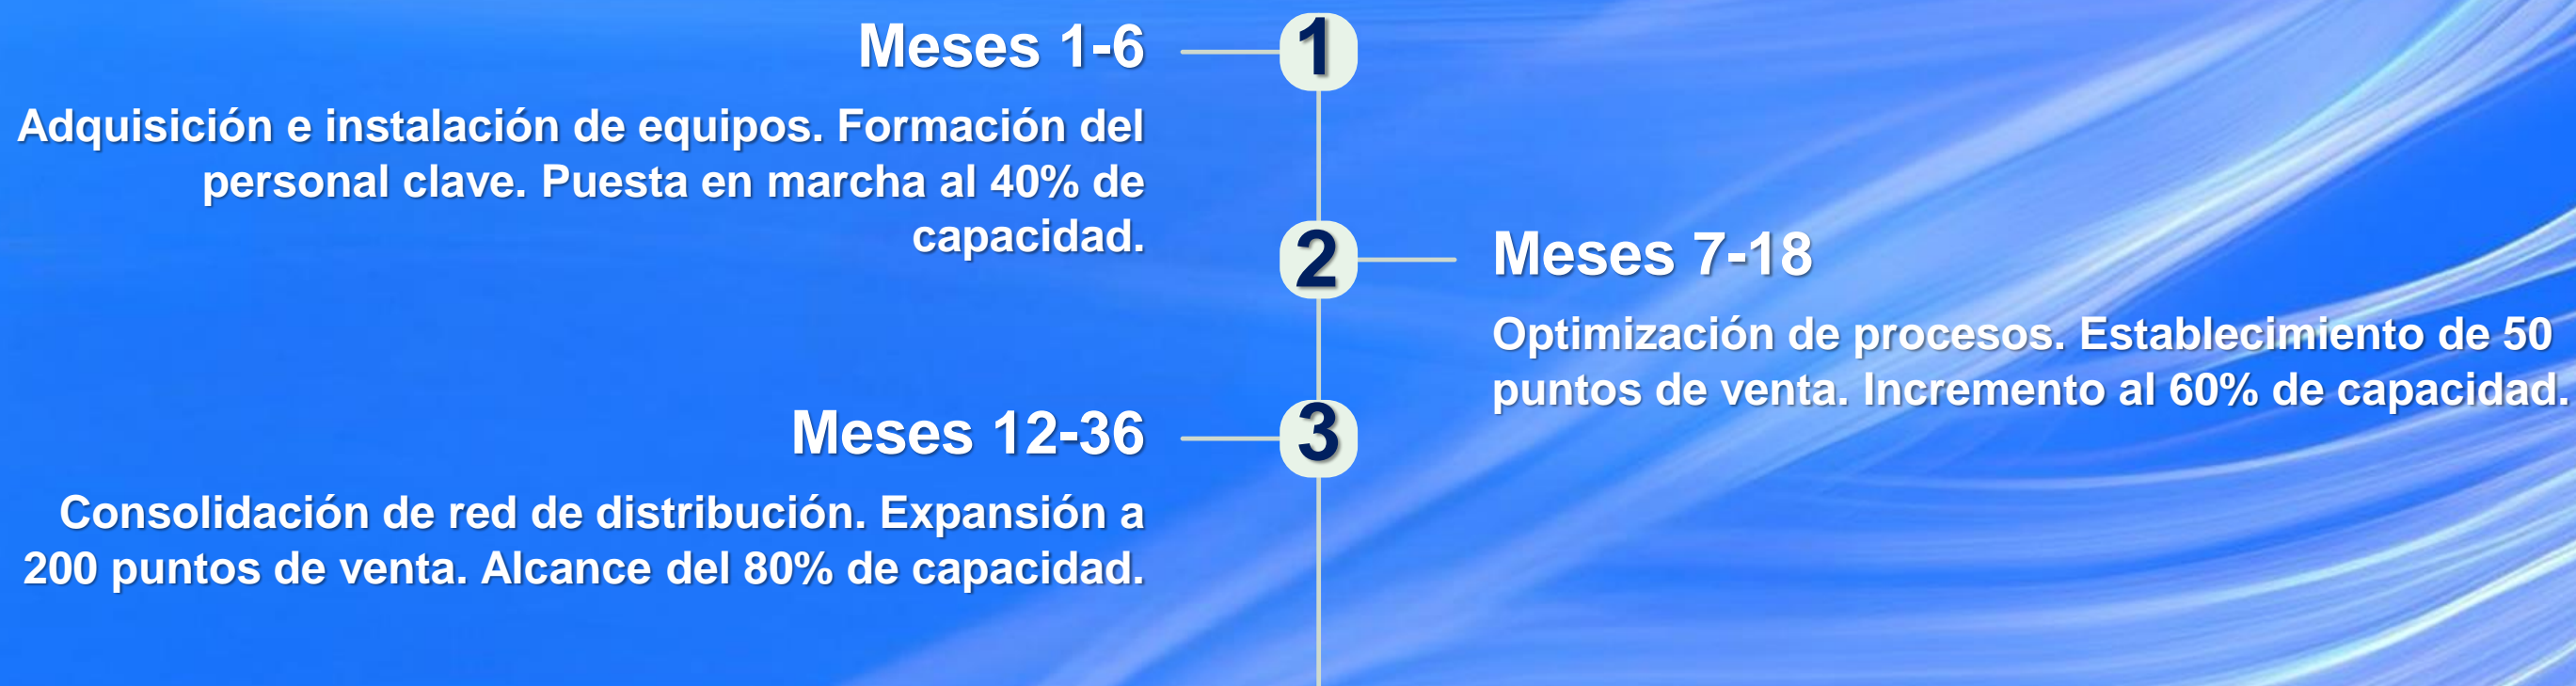 Meses 1-6
1
Adquisición e instalación de equipos. Formación del
personal clave. Puesta en marcha al 40% de
capacidad.
2
Meses 7-18
Optimización de procesos. Establecimiento de 50
puntos de venta. Incremento al 60% de capacidad.
Meses 12-36
3
Consolidación de red de distribución. Expansión a
200 puntos de venta. Alcance del 80% de capacidad.